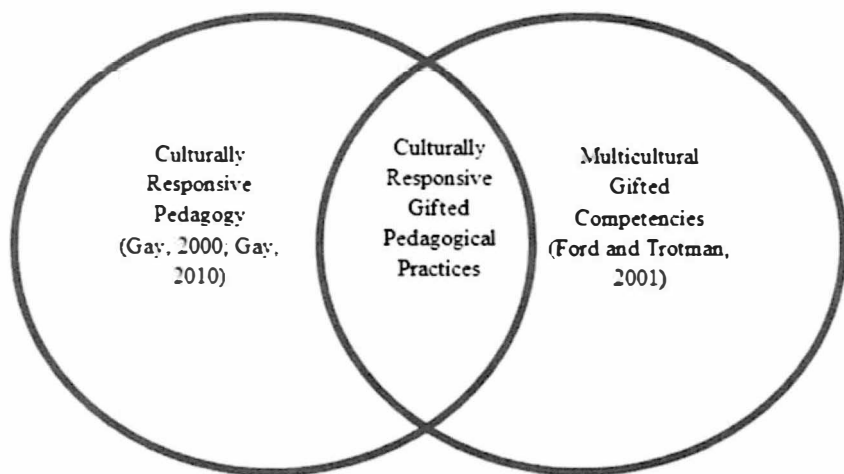 Culturally
Responsive
Pedagogy
(Gay, 2000; Gay,
2010)
Culturally
Responsive
Gifted
Pedagogical
Practices
Multicultural
Gifted
Competencies
(Ford and Trotman,
2001)